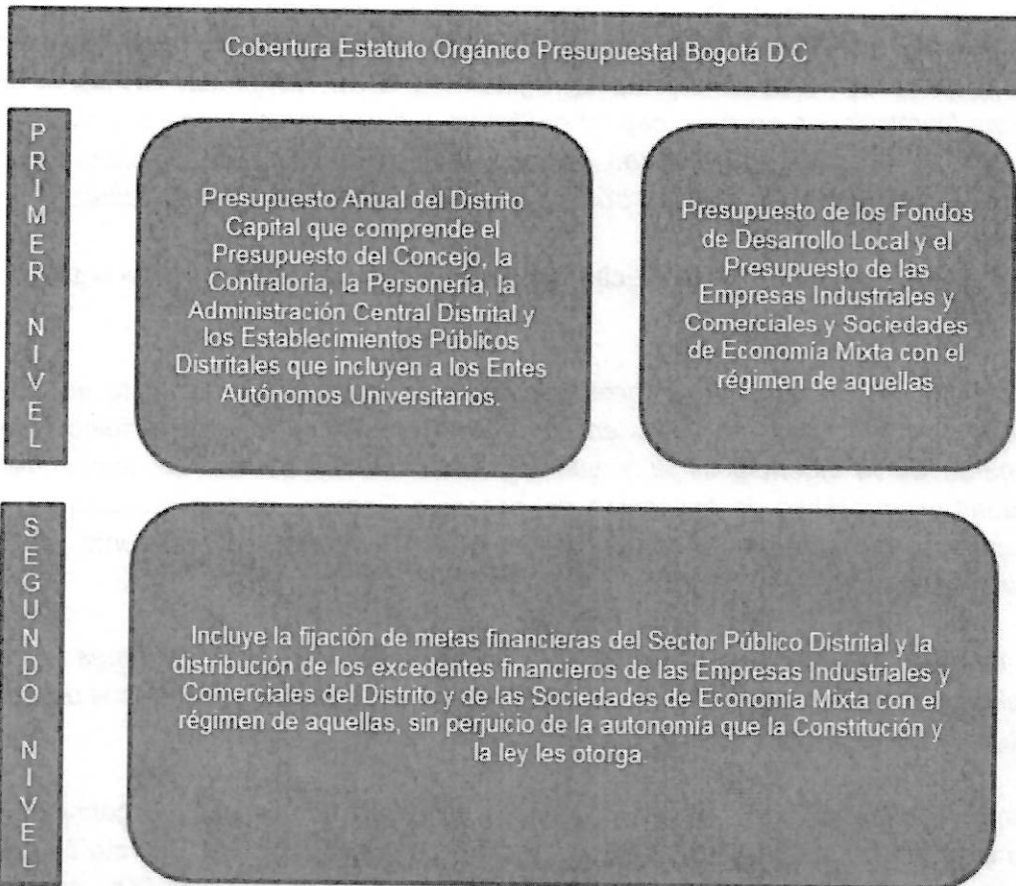 Cobertura Estatuto Orgánico Presupuestal Bogotá D.C
PRIMER NIVEL
Presupuesto Anual del Distrito
Capital que comprende el
Presupuesto del Concejo, la
Contraloría, la Personería, la
Administración Central Distrital y
los Establecimientos Públicos
Distritales que incluyen a los Entes
Autónomos Universitarios.
Presupuesto de los Fondos
de Desarrollo Local y el
Presupuesto de las
Empresas Industriales y
Comerciales y Sociedades
de Economía Mixta con el
régimen de aquellas
SEGUNDO NIVEL
Incluye la fijación de metas financieras del Sector Público Distrital y la
distribución de los excedentes financieros de las Empresas Industriales y
Comerciales del Distrito y de las Sociedades de Economía Mixta con el
régimen de aquellas, sin perjuicio de la autonomía que la Constitución y
la ley les otorga.